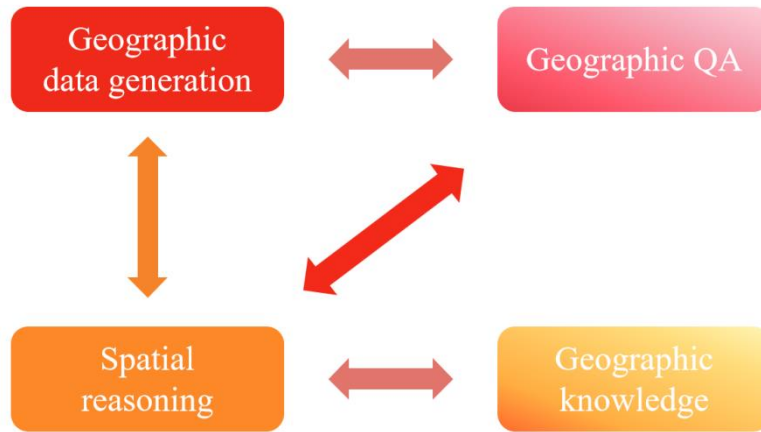 Geographic
data generation
Geographic QA
Spatial
reasoning
Geographic
knowledge